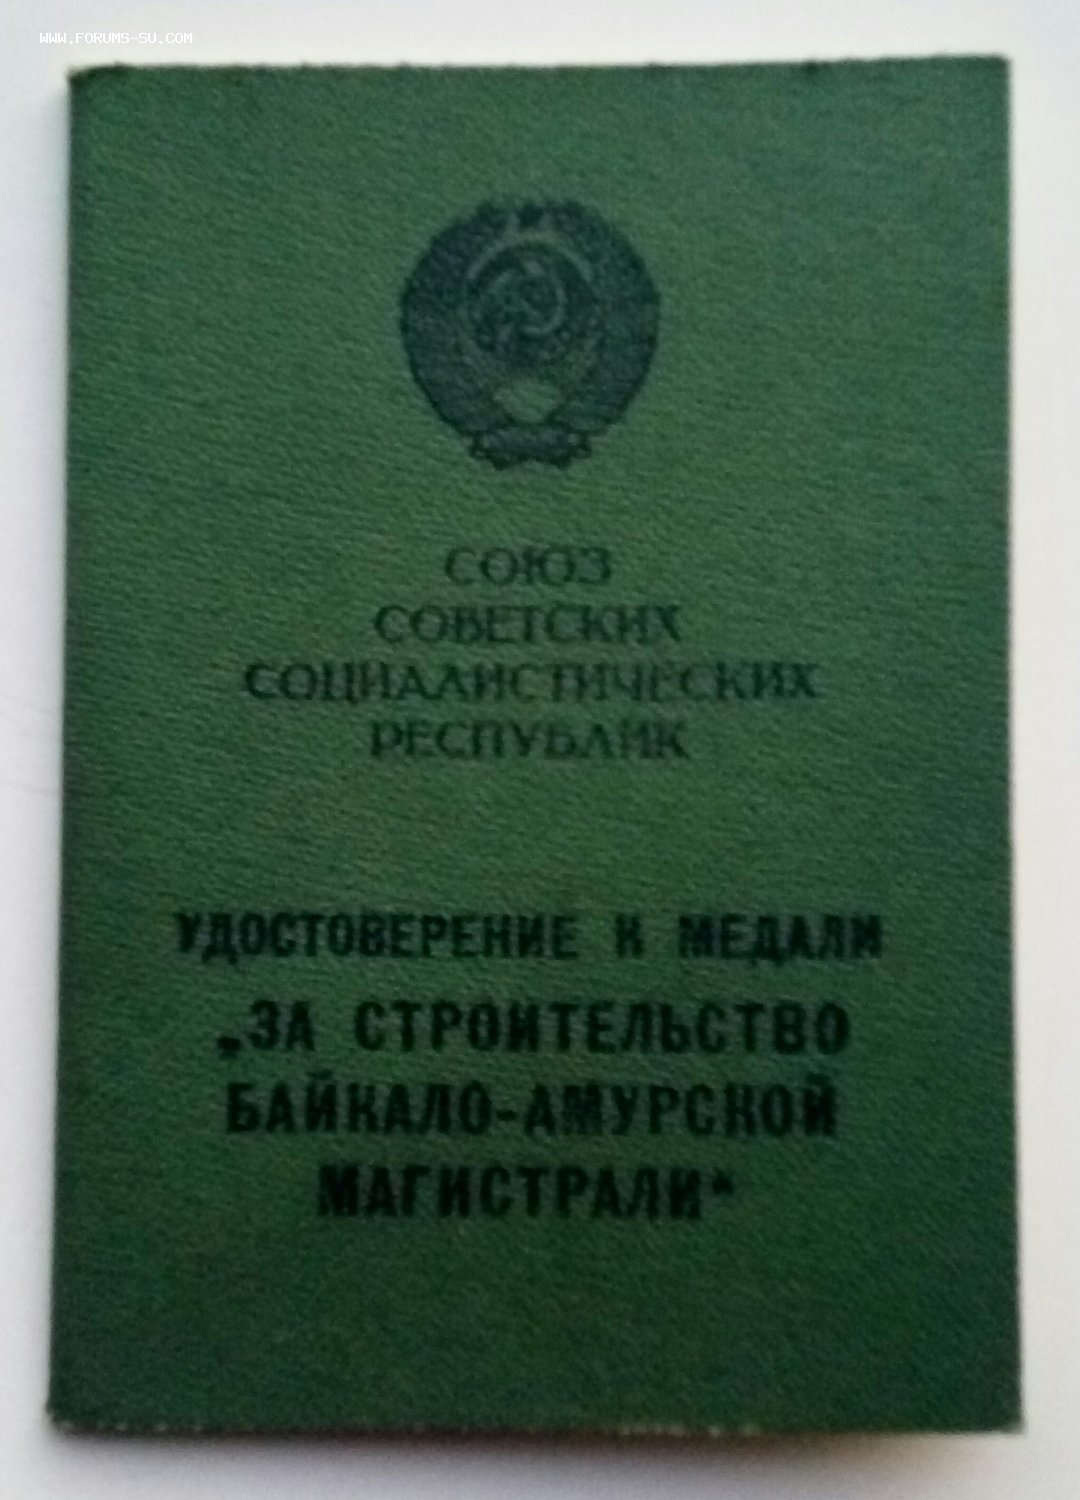 WWW.FORUMS-SU.COM
СОЮЗ
СОВЕТСКИХ
СОЦИАЛИСТИЧЕСКИХ
РЕСПУБЛИК
УДОСТОВЕРЕНИЕ К МЕДАЛИ
„ЗА СТРОИТЕЛЬСТВО
БАЙКАЛО-АМУРСКОЙ
МАГИСТРАЛИ“